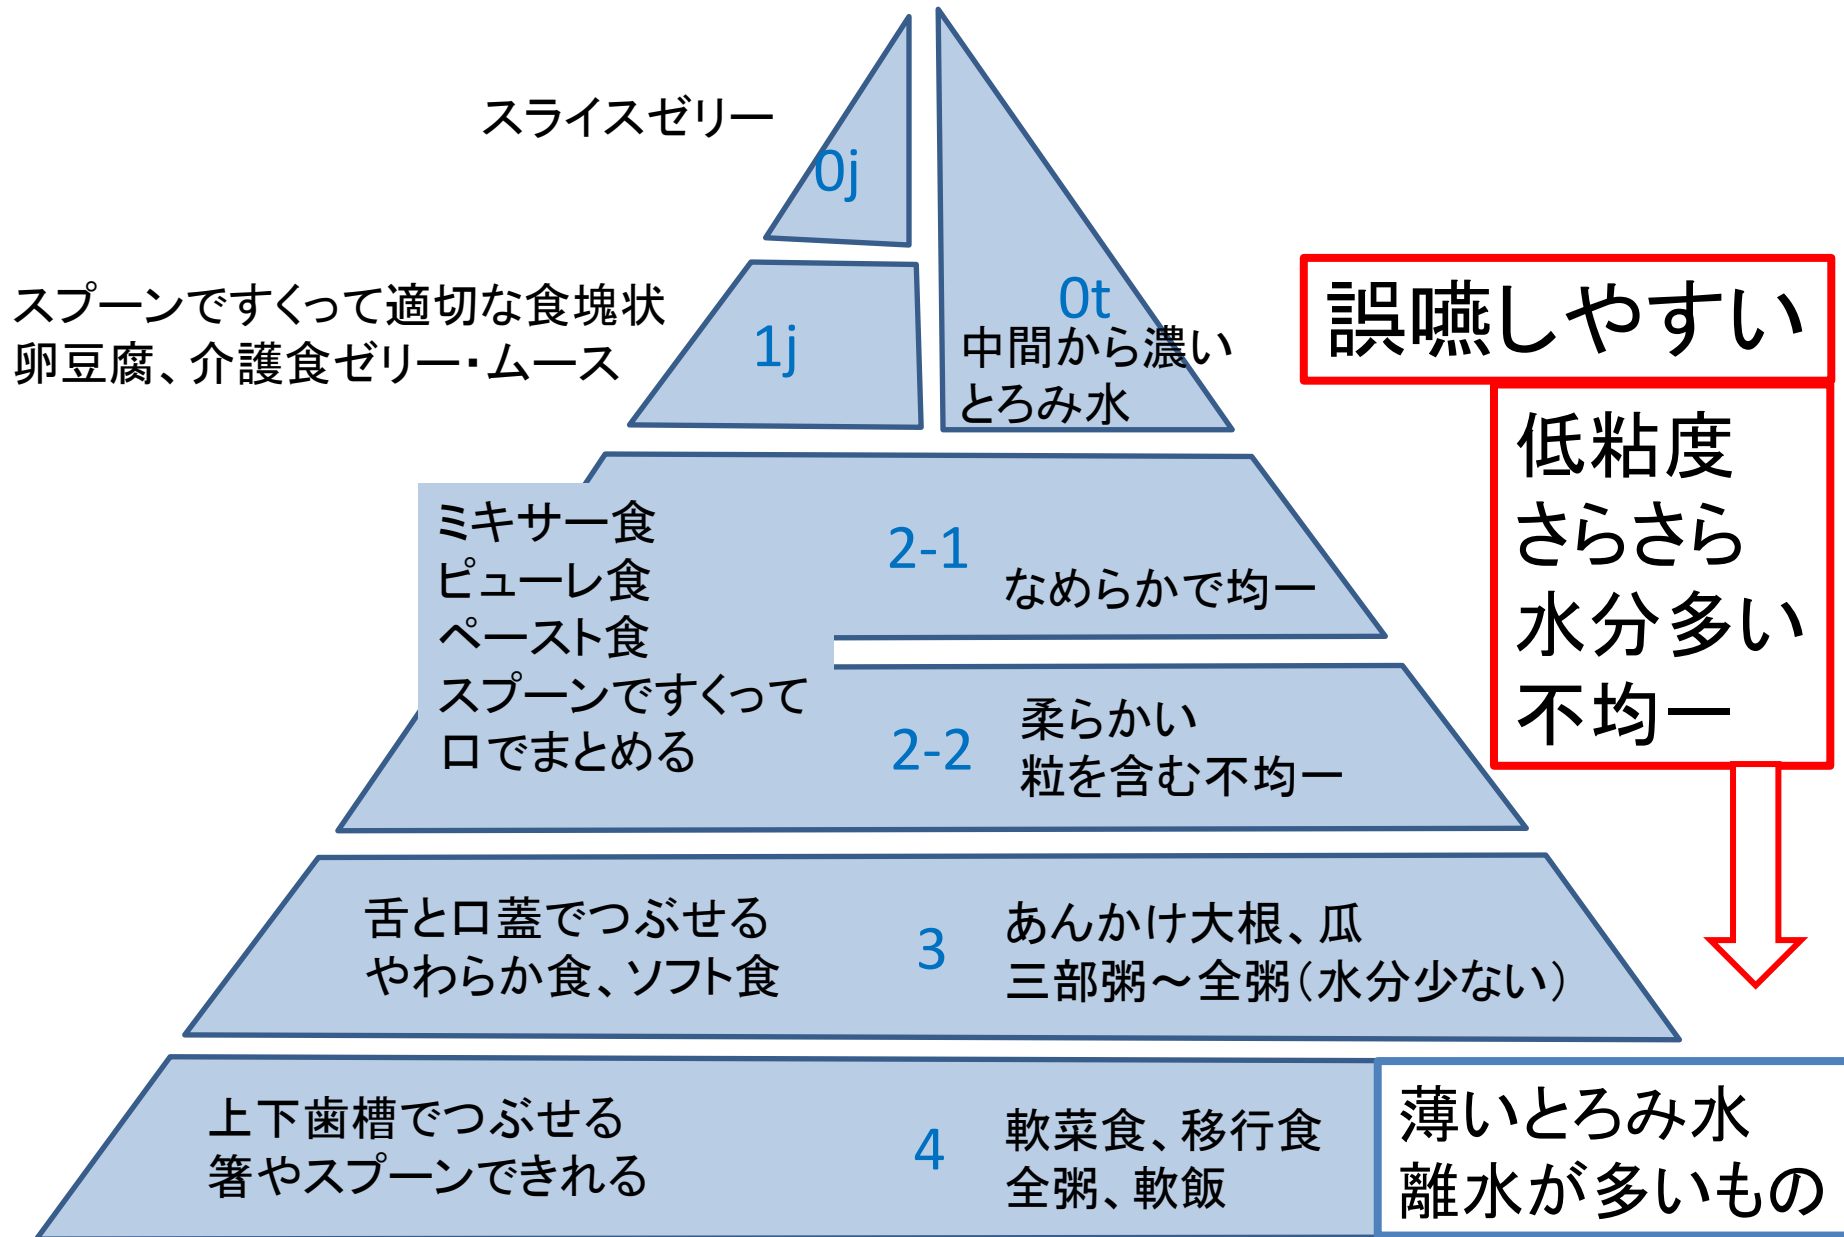 スライスゼリー
0j
スプーンですくって適切な食塊状
卵豆腐、介護食ゼリー・ムース
1j
0t
中間から濃い
とろみ水
誤嚥しやすい
低粘度
さらさら
水分多い
不均一
ミキサー食
ピューレ食
ペースト食
スプーンですくって
口でまとめる
2-1
なめらかで均一
2-2
柔らかい
粒を含む不均一
舌と口蓋でつぶせる
やわらか食、ソフト食
3
あんかけ大根、瓜
三部粥～全粥（水分少ない）
上下歯槽でつぶせる
箸やスプーンできれる
4
軟菜食、移行食
全粥、軟飯
薄いとろみ水
離水が多いもの